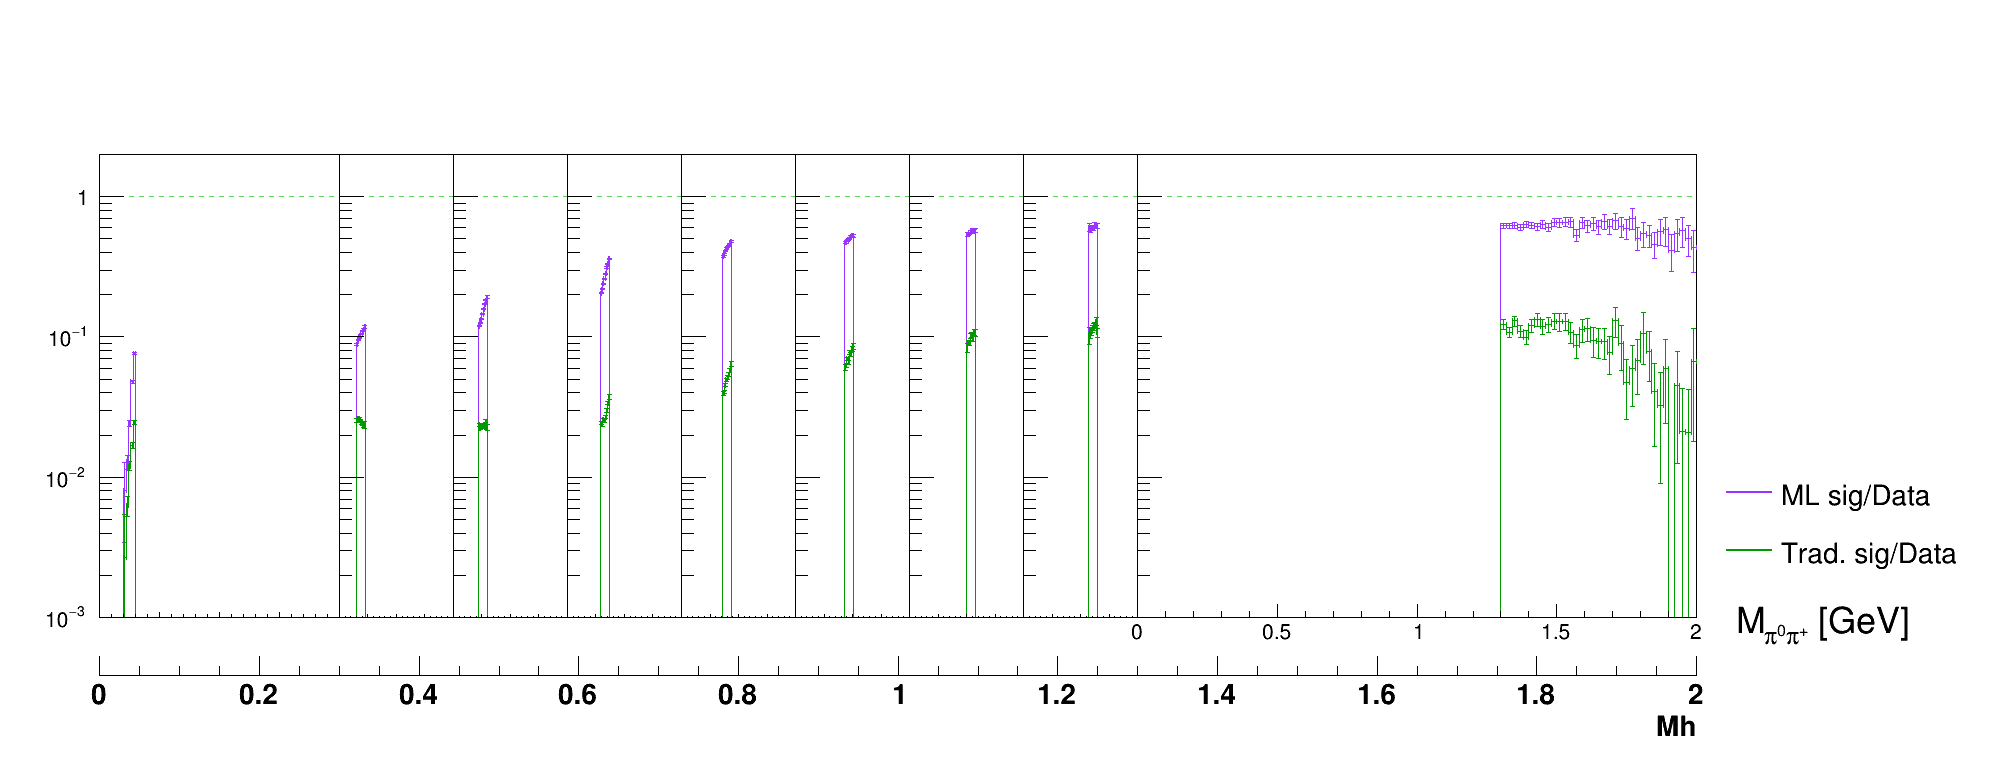 1
10⁻¹
10⁻²
10⁻³
ML sig/Data
Trad. sig/Data
0 0.5 1 1.5 2
M_{π⁰π⁺} [GeV]
0 0.2 0.4 0.6 0.8 1 1.2 1.4 1.6 1.8 2
Mh